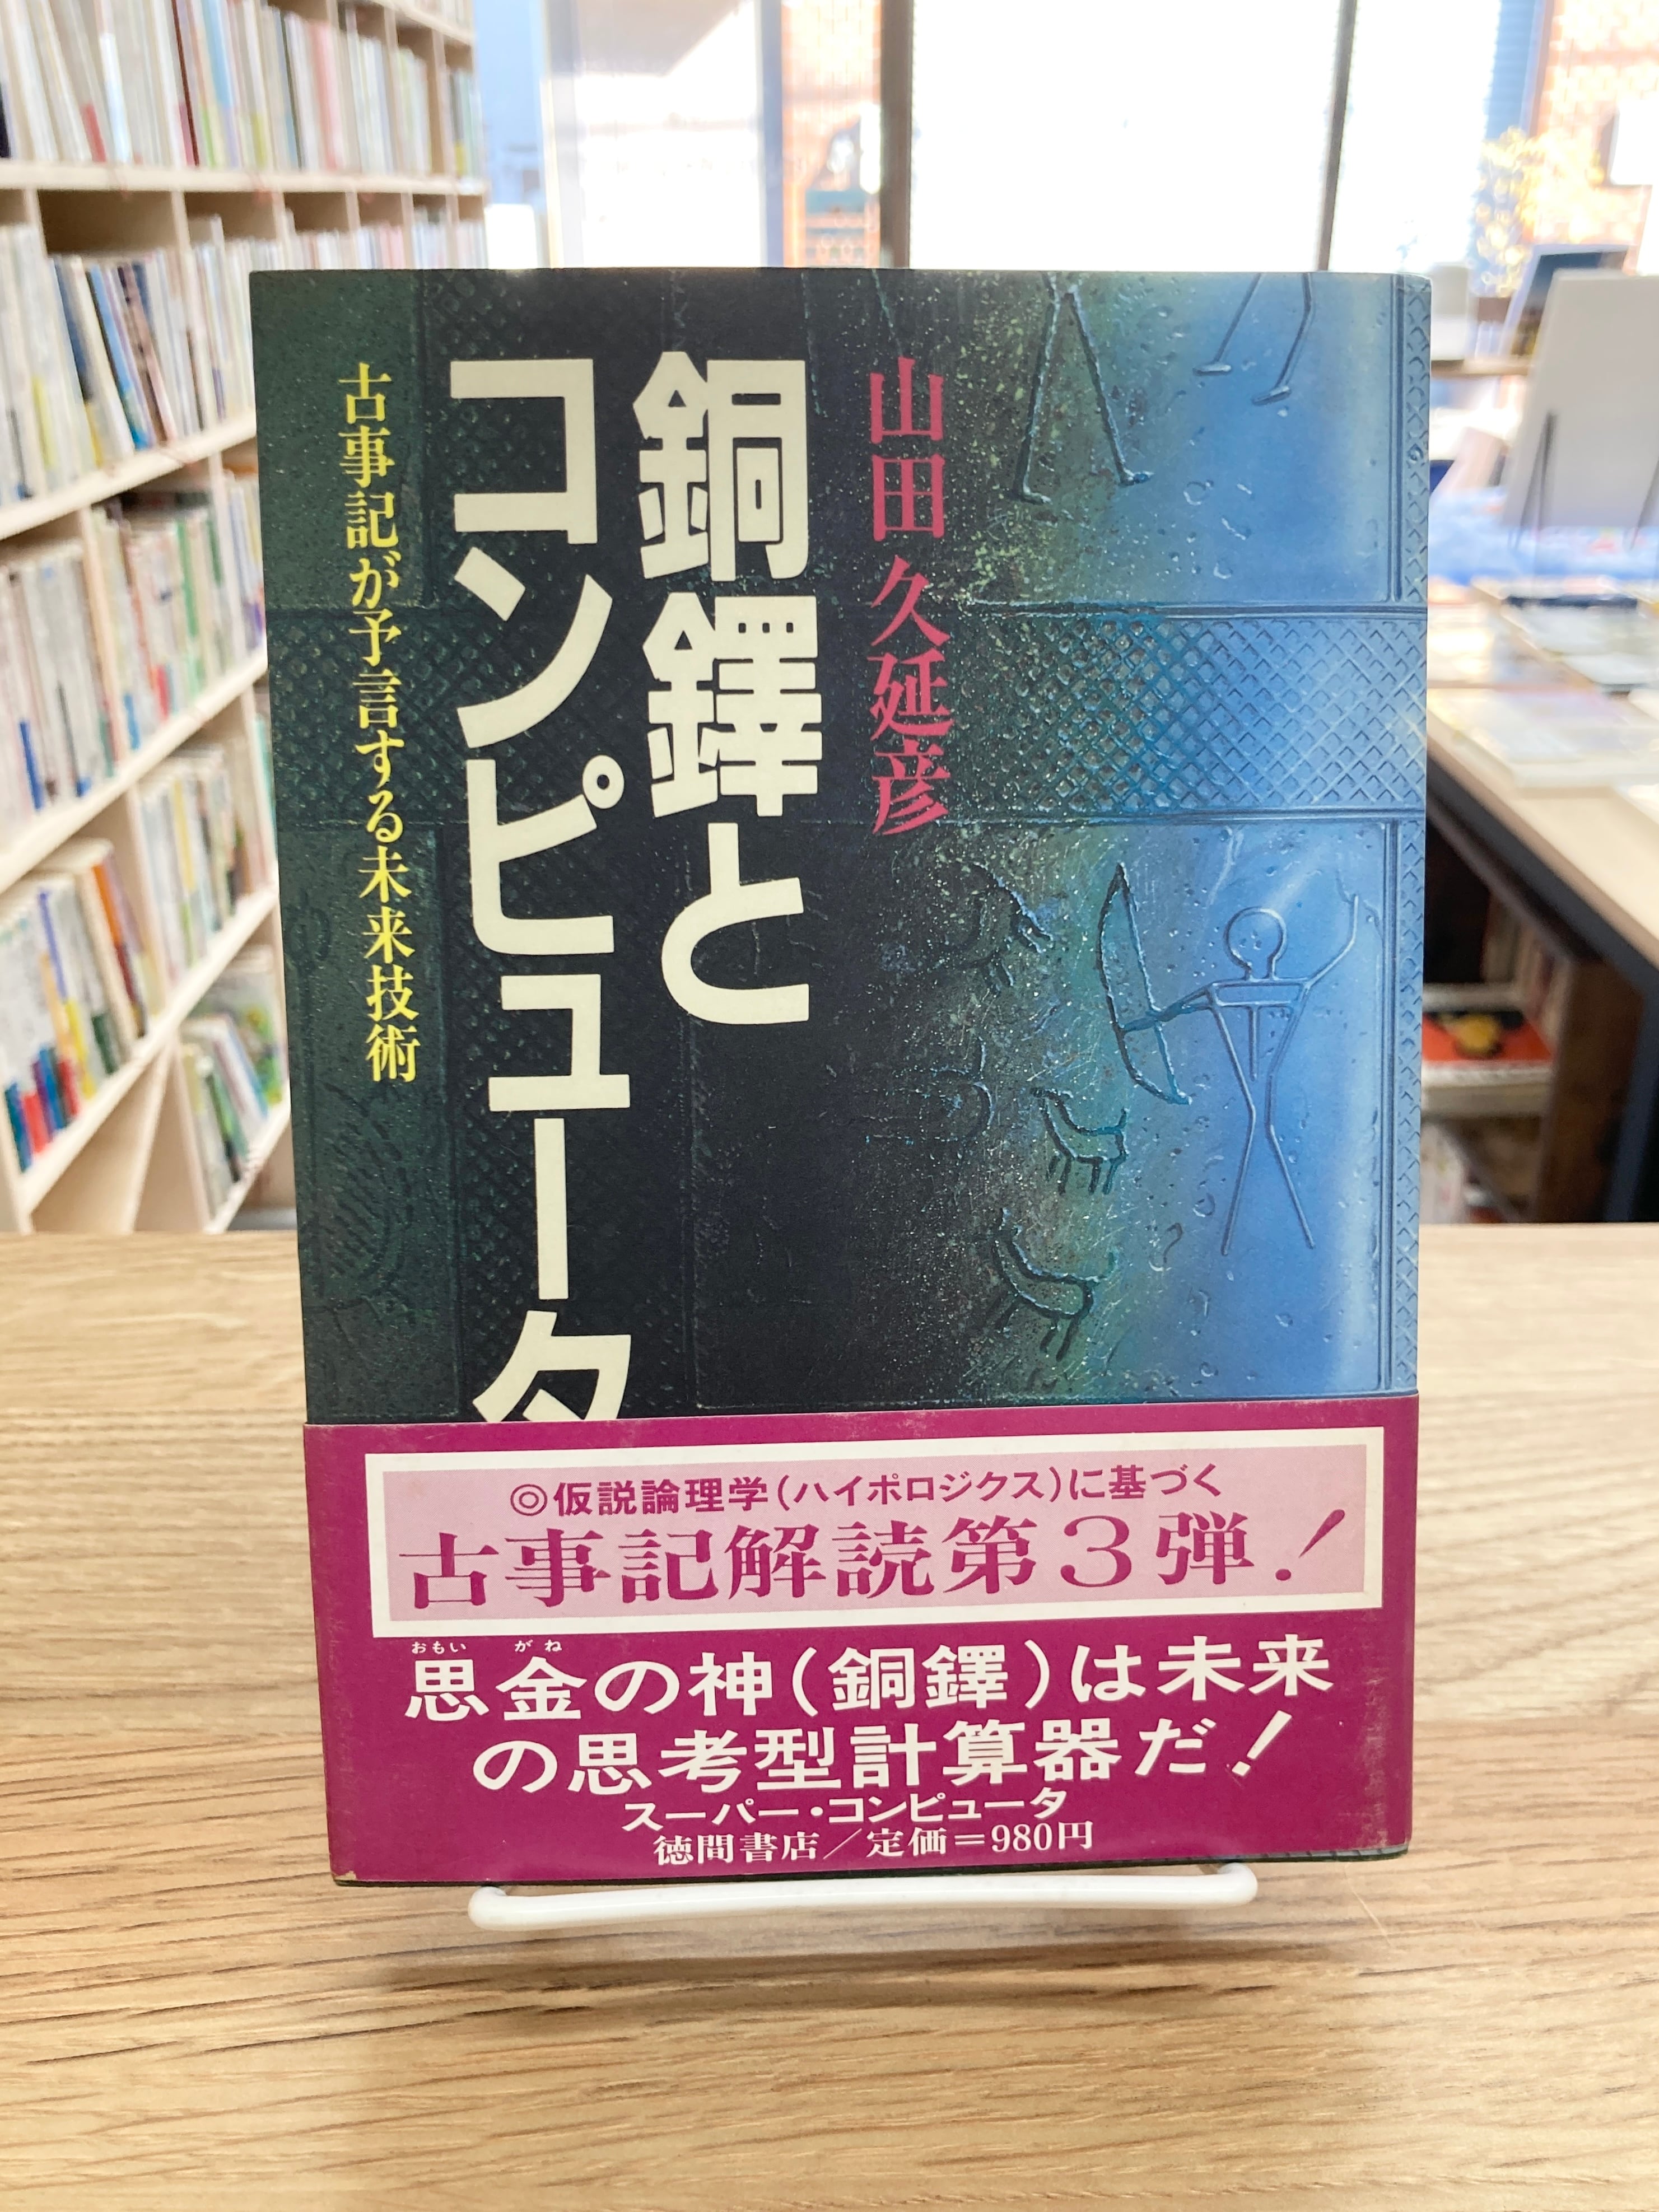 山田久延彦
銅鐸と
コンピュータ
古事記が予言する未来技術
◎仮説論理学(ハイポロジクス)に基づく
古事記解読第3弾!
おもい がね
思金の神(銅鐸)は未来
の思考型計算器だ!
スーパー・コンピュータ
徳間書店/定価=980円